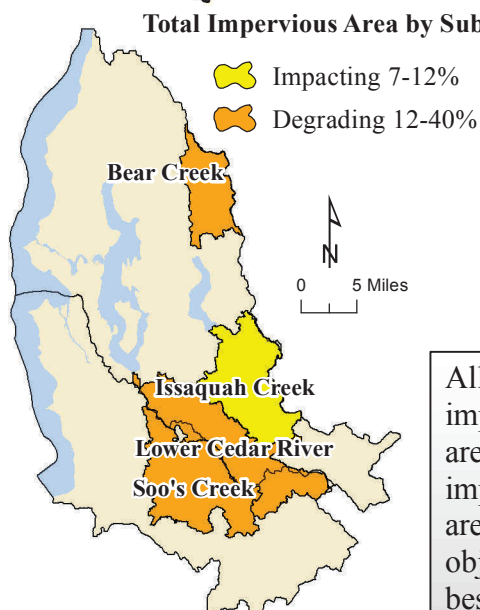 Total Impervious Area by Sub
Impacting 7-12%
Degrading 12-40%
Bear Creek
N
0 5 Miles
Issaquah Creek
Lower Cedar River
Soo's Creek
All
imp
are
imp
are
obj
bes